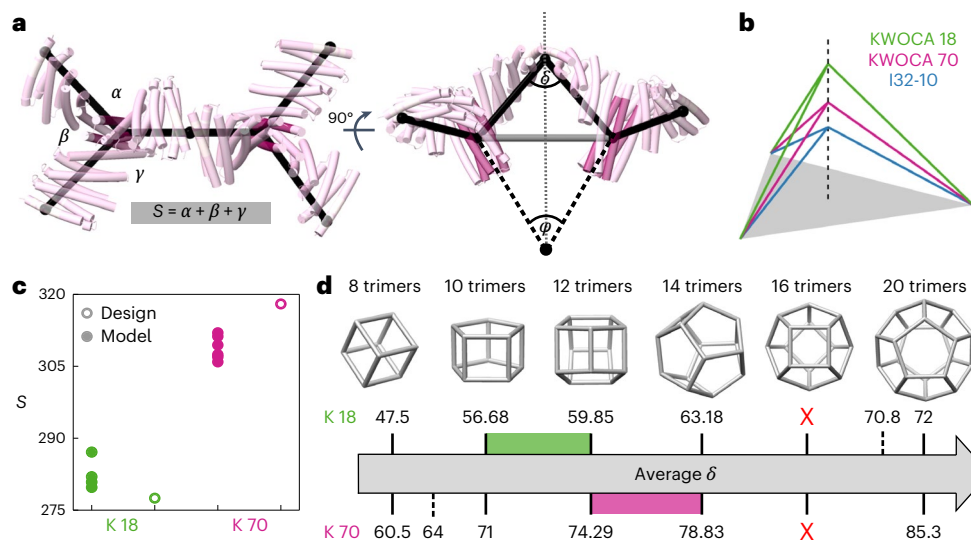 a
α
β
γ
S = α + β + γ
90°
δ
φ
b
KWOCA 18
KWOCA 70
I32-10
c
320
305
290
275
S
Design
Model
K 18
K 70
d
8 trimers 10 trimers 12 trimers 14 trimers 16 trimers 20 trimers
K 18 47.5 56.68 59.85 63.18 X 70.8 72
Average δ
K 70 60.5 64 71 74.29 78.83 X 85.3